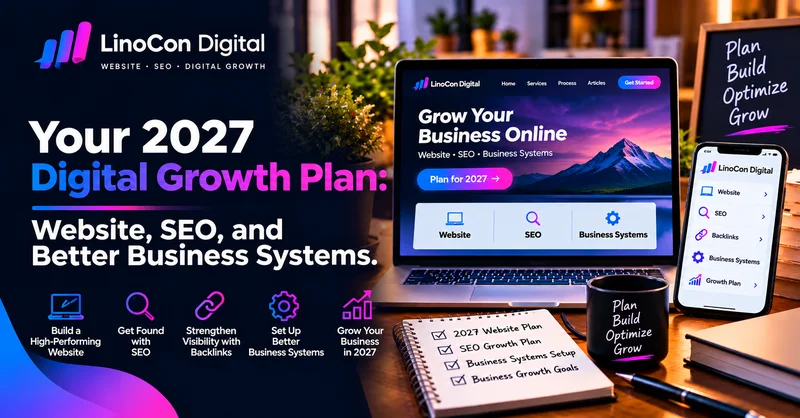 LinoCon Digital
WEBSITE • SEO • DIGITAL GROWTH
Your 2027
Digital Growth Plan:
Website, SEO, and
Better Business Systems.
Build a
High-Performing
Website
Get Found
with
SEO
Strengthen
Visibility with
Backlinks
Set Up
Better
Business Systems
Grow Your
Business
in 2027
LinoCon Digital
Home Services Process Articles Get Started
Grow Your
Business Online
Website • SEO • Business Systems
Plan for 2027 →
Website SEO Business Systems
Plan
Build
Optimize
Grow
LinoCon Digital
Website
SEO
Backlinks
Business Systems
Growth Plan
Plan
Build
Optimize
Grow
2027 Website Plan
SEO Growth Plan
Business Systems Setup
Business Growth Goals